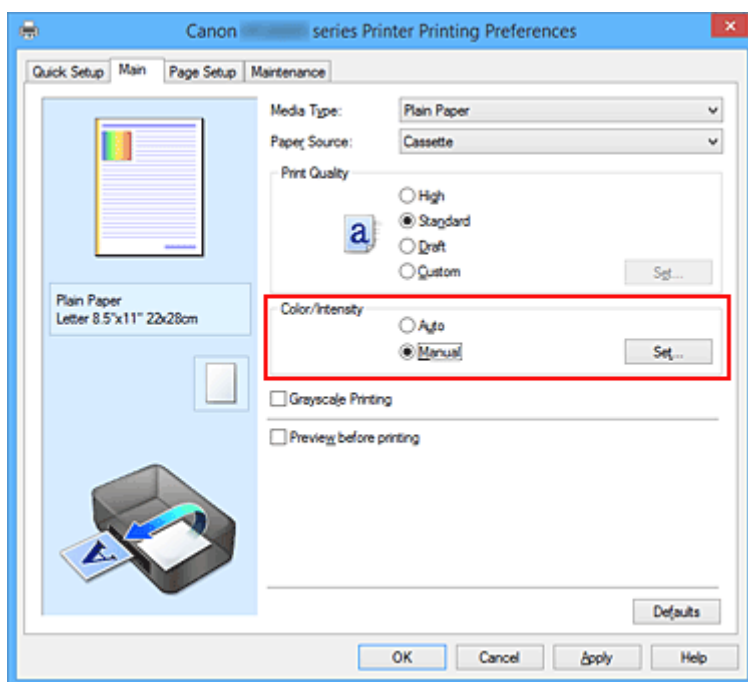 Canon series Printer Printing Preferences
Quick Setup Main Page Setup Maintenance
Media Type: Plain Paper
Paper Source: Cassette
Print Quality
High
Standard
Draft
Custom Set...
Plain Paper
Letter 8.5"x11" 22x28cm
Color/Intensity
Auto
Manual Set...
Grayscale Printing
Preview before printing
Defaults
OK Cancel Apply Help